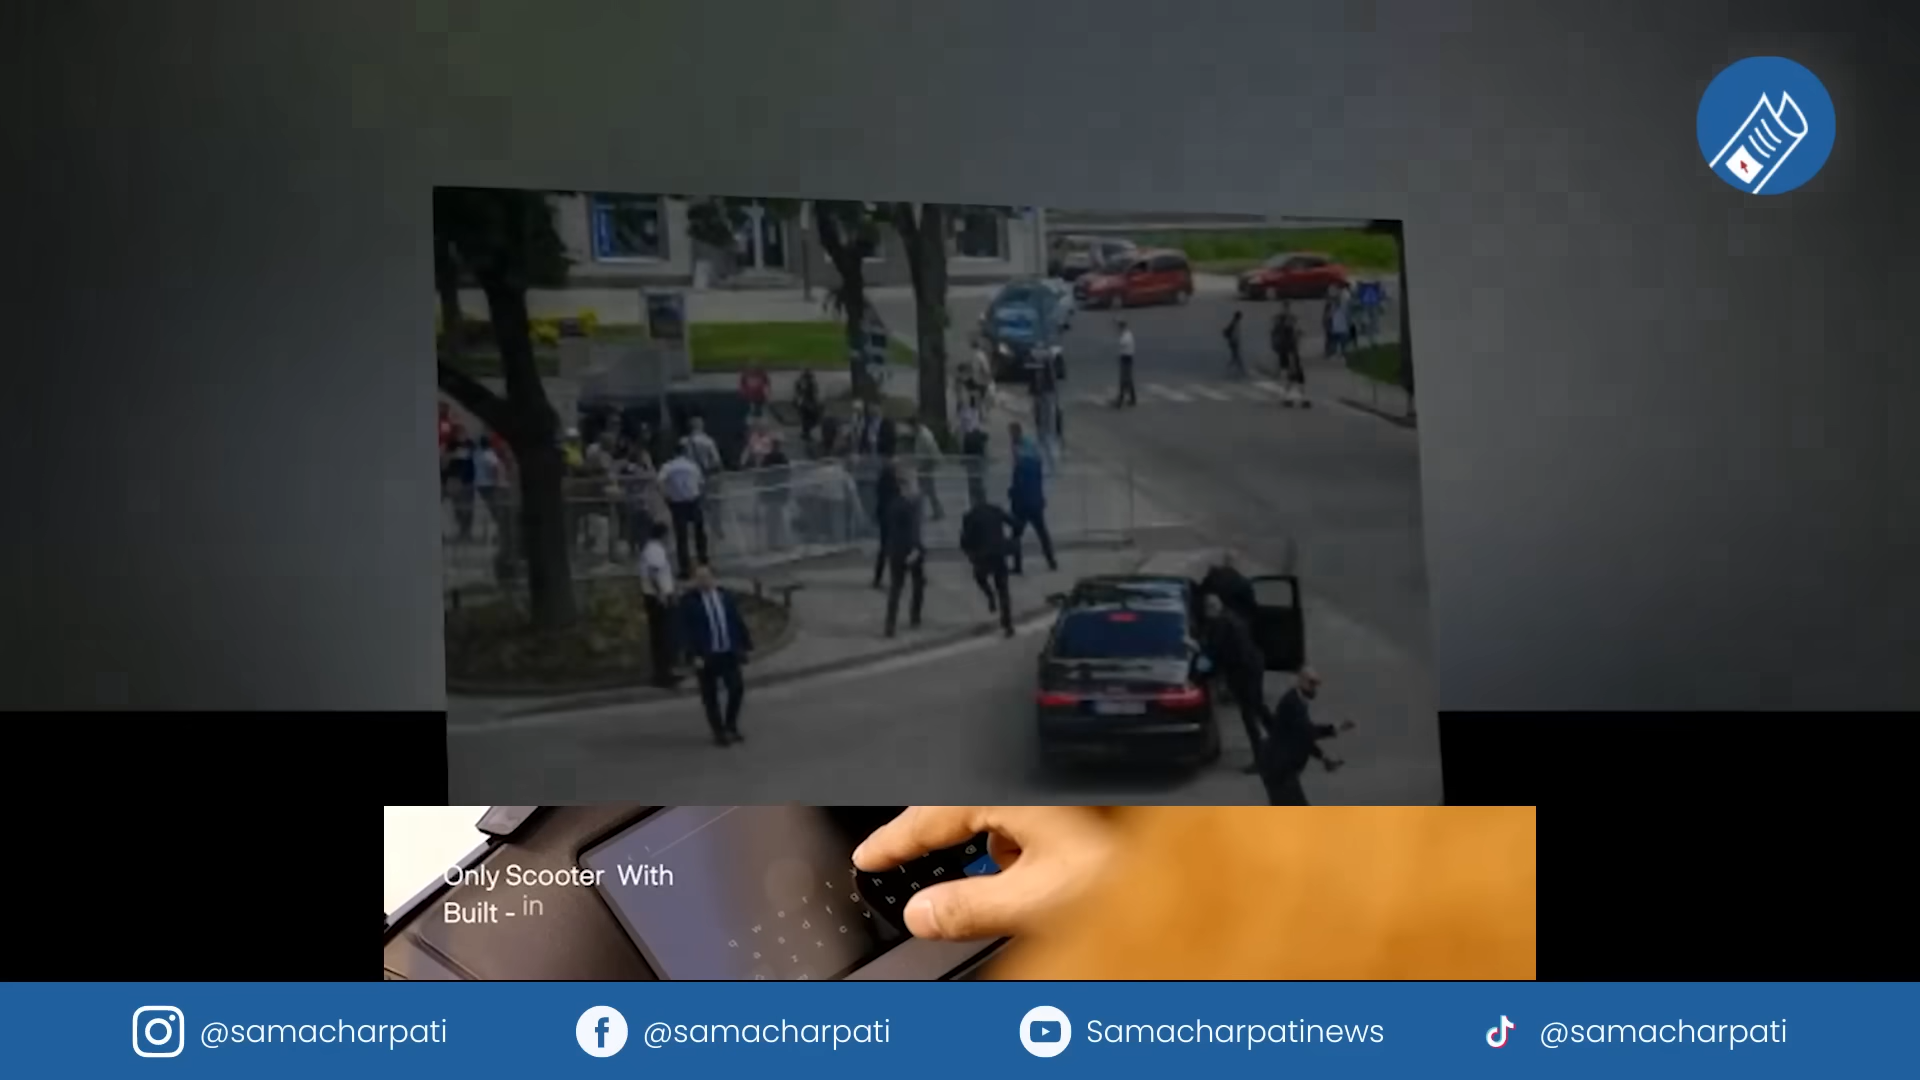 Only Scooter With
Built - in
q w e r t
a s d f g h j
z x c v b n m
@samacharpati
@samacharpati
Samacharpatinews
@samacharpati